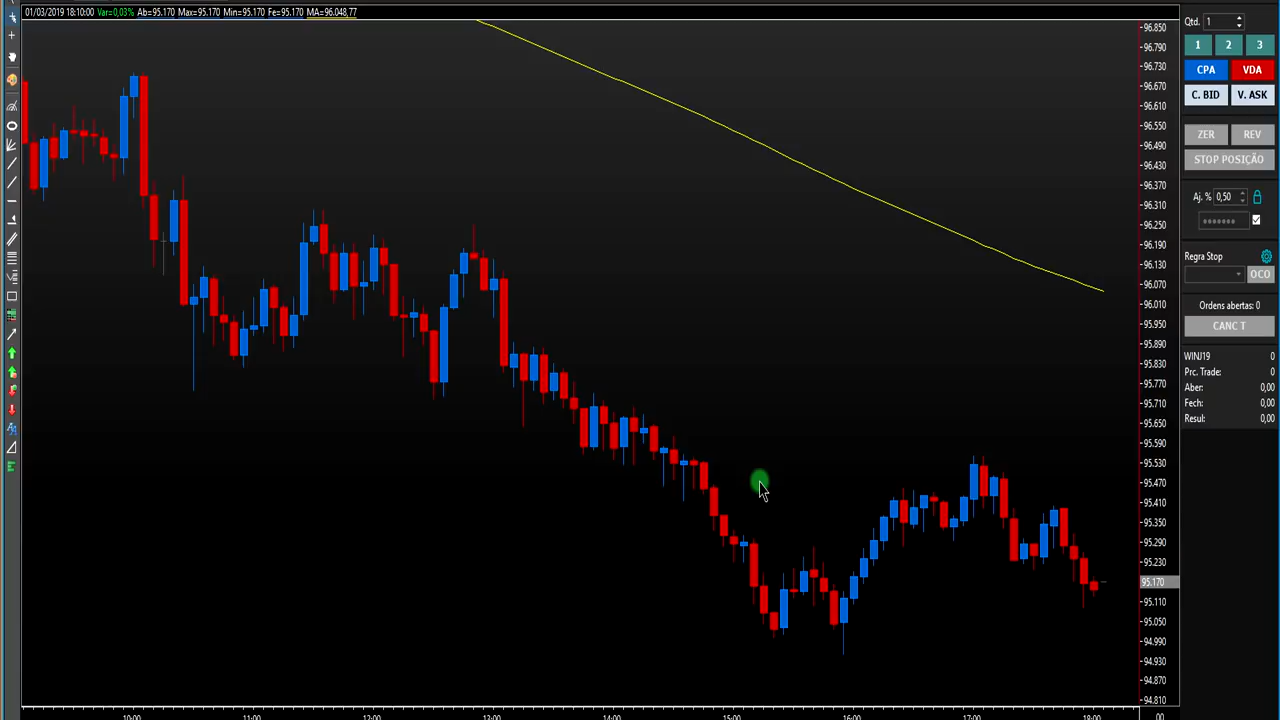 01/03/2019 18:10:00 Var=0,03% Ab=95.170 Max=95.170 Min=95.170 Fe=95.170 MA=96.048,77
96.850
96.790
96.730
96.670
96.610
96.550
96.490
96.430
96.370
96.310
96.250
96.190
96.130
96.070
96.010
95.950
95.890
95.830
95.770
95.710
95.650
95.590
95.530
95.470
95.410
95.350
95.290
95.230
95.170
95.110
95.050
94.990
94.930
94.870
94.810
10:00 11:00 12:00 13:00 14:00 15:00 16:00 17:00 18:00
Qtd. 1
1 2 3
CPA VDA
C. BID V. ASK
ZER REV
STOP POSIÇÃO
Aj. % 0,50
Regra Stop
OCO
Ordens abertas: 0
CANC T
WINJ19 0
Prc. Trade: 0
Aber: 0,00
Fech: 0,00
Resul: 0,00